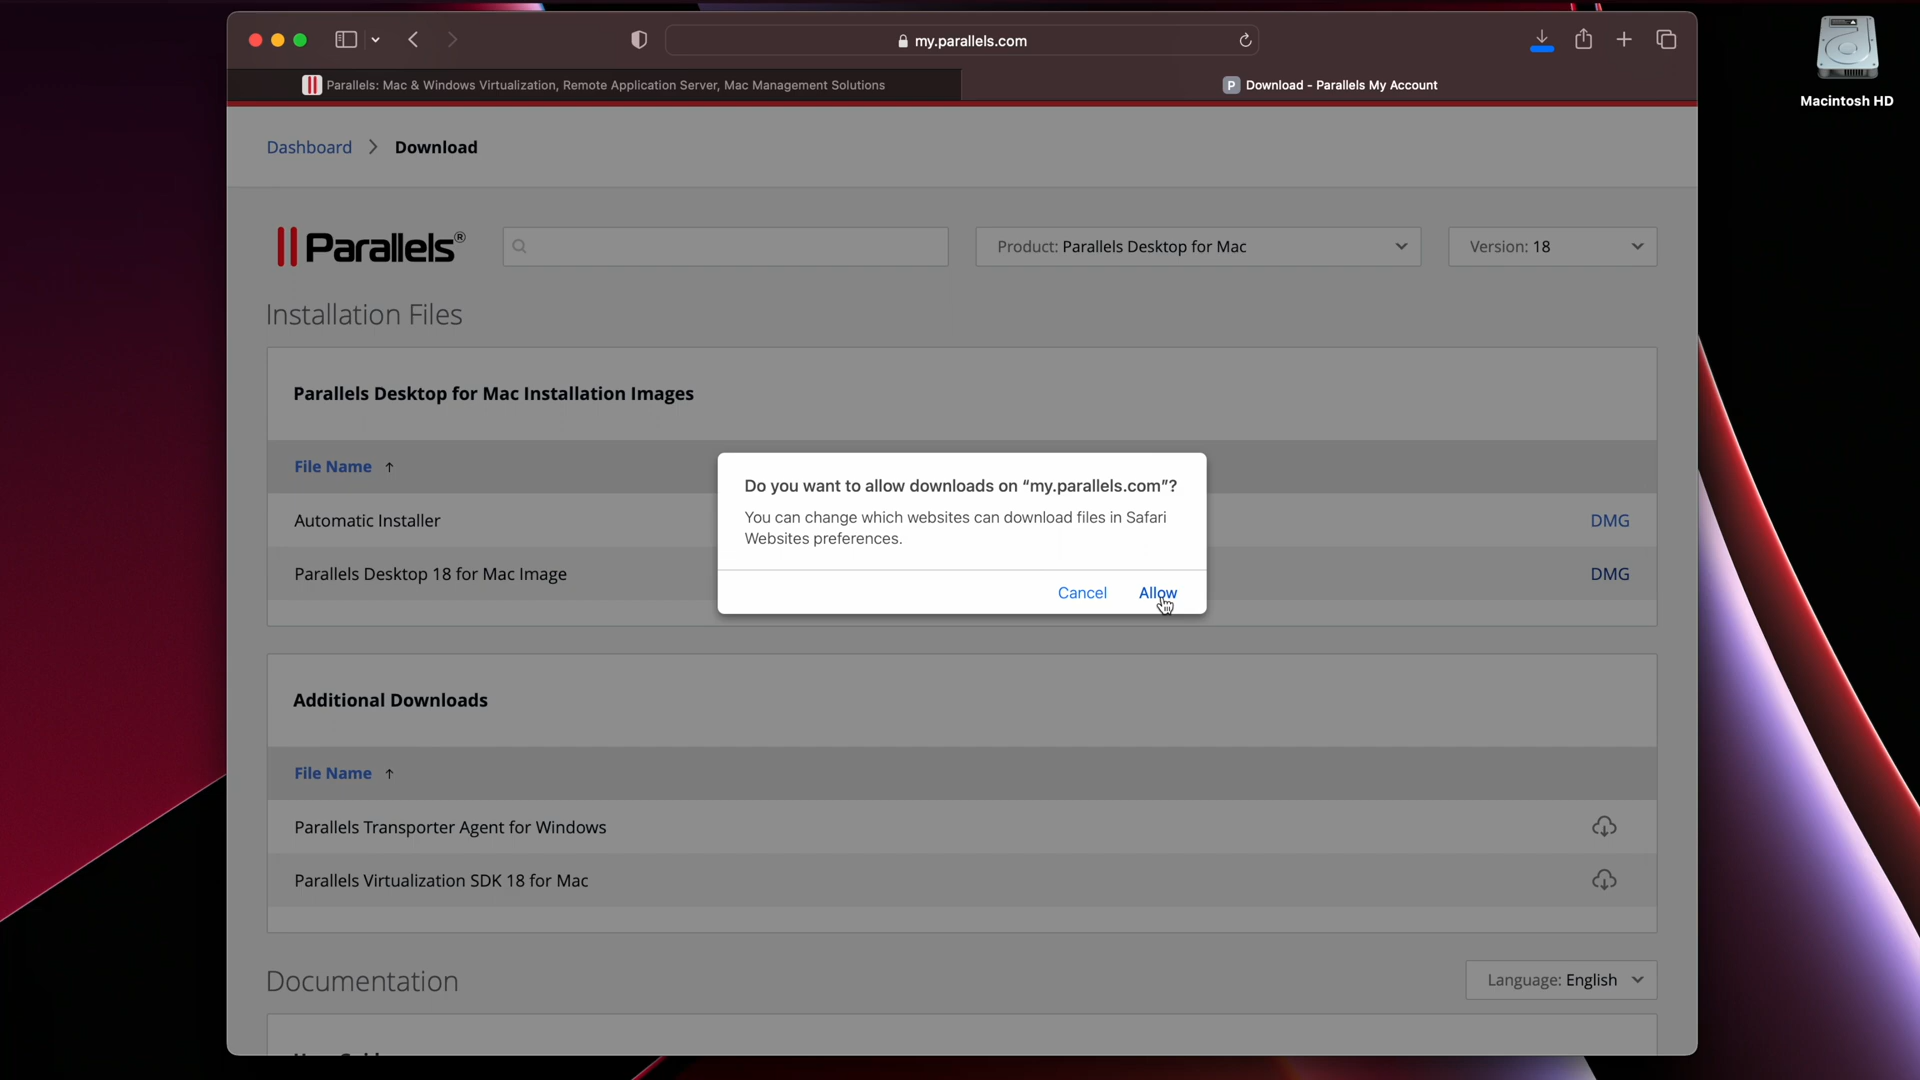 my.parallels.com
Parallels: Mac & Windows Virtualization, Remote Application Server, Mac Management Solutions
P Download - Parallels My Account
Macintosh HD
Dashboard > Download
Parallels®
Product: Parallels Desktop for Mac
Version: 18
Installation Files
Parallels Desktop for Mac Installation Images
File Name ↑
Do you want to allow downloads on “my.parallels.com”?
You can change which websites can download files in Safari
Websites preferences.
Cancel Allow
Automatic Installer DMG
Parallels Desktop 18 for Mac Image DMG
Additional Downloads
File Name ↑
Parallels Transporter Agent for Windows
Parallels Virtualization SDK 18 for Mac
Documentation
Language: English